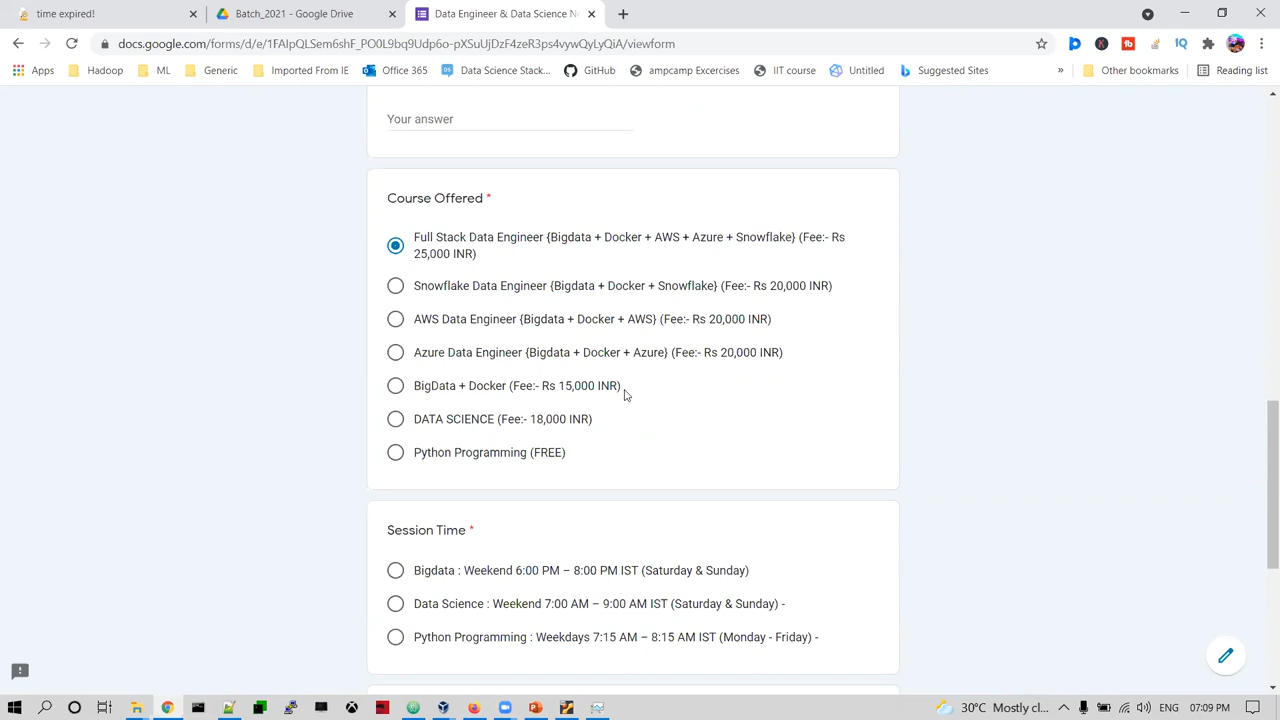 time expired!
Batch_2021 - Google Drive
Data Engineer & Data Science Ne
docs.google.com/forms/d/e/1FAIpQLSem6shF_PC0L9bq9Udp6o-pXSuUjDzF4zeR3ps4vywQyLyQiA/viewform
Apps
Hadoop
ML
Generic
Imported From IE
Office 365
Data Science Stack...
GitHub
ampcamp Excercises
IIT course
Untitled
Suggested Sites
»
Other bookmarks
Reading list
Your answer
Course Offered *
Full Stack Data Engineer {Bigdata + Docker + AWS + Azure + Snowflake} (Fee:- Rs
25,000 INR)
Snowflake Data Engineer {Bigdata + Docker + Snowflake} (Fee:- Rs 20,000 INR)
AWS Data Engineer {Bigdata + Docker + AWS} (Fee:- Rs 20,000 INR)
Azure Data Engineer {Bigdata + Docker + Azure} (Fee:- Rs 20,000 INR)
BigData + Docker (Fee:- Rs 15,000 INR)
DATA SCIENCE (Fee:- 18,000 INR)
Python Programming (FREE)
Session Time *
Bigdata : Weekend 6:00 PM – 8:00 PM IST (Saturday & Sunday)
Data Science : Weekend 7:00 AM – 9:00 AM IST (Saturday & Sunday) -
Python Programming : Weekdays 7:15 AM – 8:15 AM IST (Monday - Friday) -
30°C Mostly cl...
ENG
07:09 PM